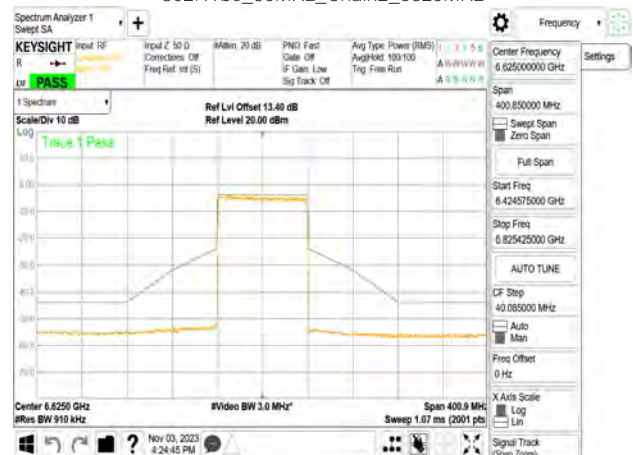 Spectrum Analyzer 1
Swept SA
Frequency
KEYSIGHT
Input: RF
R
LV
PASS
Input Z: 50 Ω
Corrections: Off
Freq Ref: Int (S)
#Atten: 20 dB
PNO: Fast
Gate: Off
IF Gain: Low
Sig Track: Off
Avg Type: Power (RMS)
Avg|Hold: 100/100
Trig: Free Run
Center Frequency
6.625000000 GHz
Settings
1 Spectrum
Scale/Div 10 dB
Ref Lvl Offset 13.40 dB
Ref Level 20.00 dBm
Log
Trace 1 Pass
10.0
0.00
Span
400.850000 MHz
Swept Span
Zero Span
Full Span
Start Freq
6.424575000 GHz
Stop Freq
6.825425000 GHz
AUTO TUNE
CF Step
40.085000 MHz
Auto
Man
Freq Offset
0 Hz
X Axis Scale
Log
Lin
Signal Track
(Span Zoom)
Center 6.6250 GHz
#Res BW 910 kHz
#Video BW 3.0 MHz*
Span 400.9 MHz
Sweep 1.07 ms (2001 pts
Nov 03, 2023
4:24:45 PM